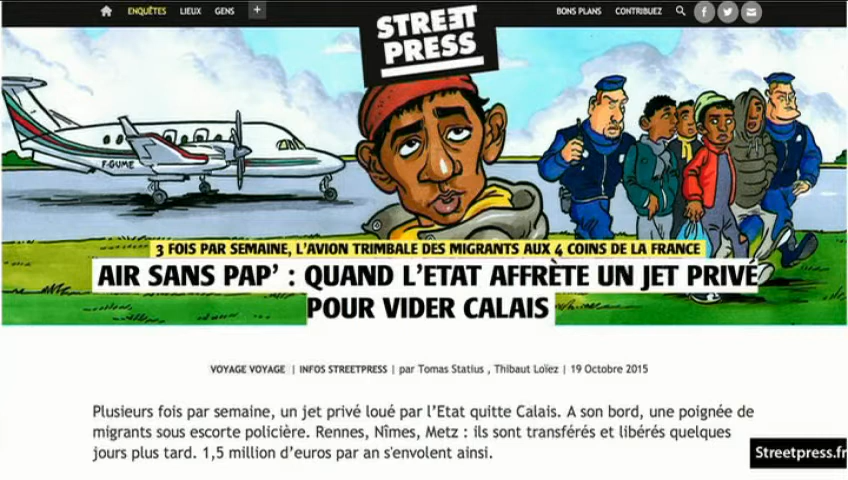 ENQUÊTES LIEUX GENS +
BONS PLANS CONTRIBUEZ
STREET
PRESS
F-GUME
3 FOIS PAR SEMAINE, L'AVION TRIMBALE DES MIGRANTS AUX 4 COINS DE LA FRANCE
AIR SANS PAP' : QUAND L'ETAT AFFRÈTE UN JET PRIVÉ
POUR VIDER CALAIS
VOYAGE VOYAGE | INFOS STREETPRESS | par Tomas Statius , Thibaut Loïez | 19 Octobre 2015
Plusieurs fois par semaine, un jet privé loué par l'Etat quitte Calais. A son bord, une poignée de
migrants sous escorte policière. Rennes, Nîmes, Metz : ils sont transférés et libérés quelques
jours plus tard. 1,5 million d'euros par an s'envolent ainsi.
Streetpress.fr